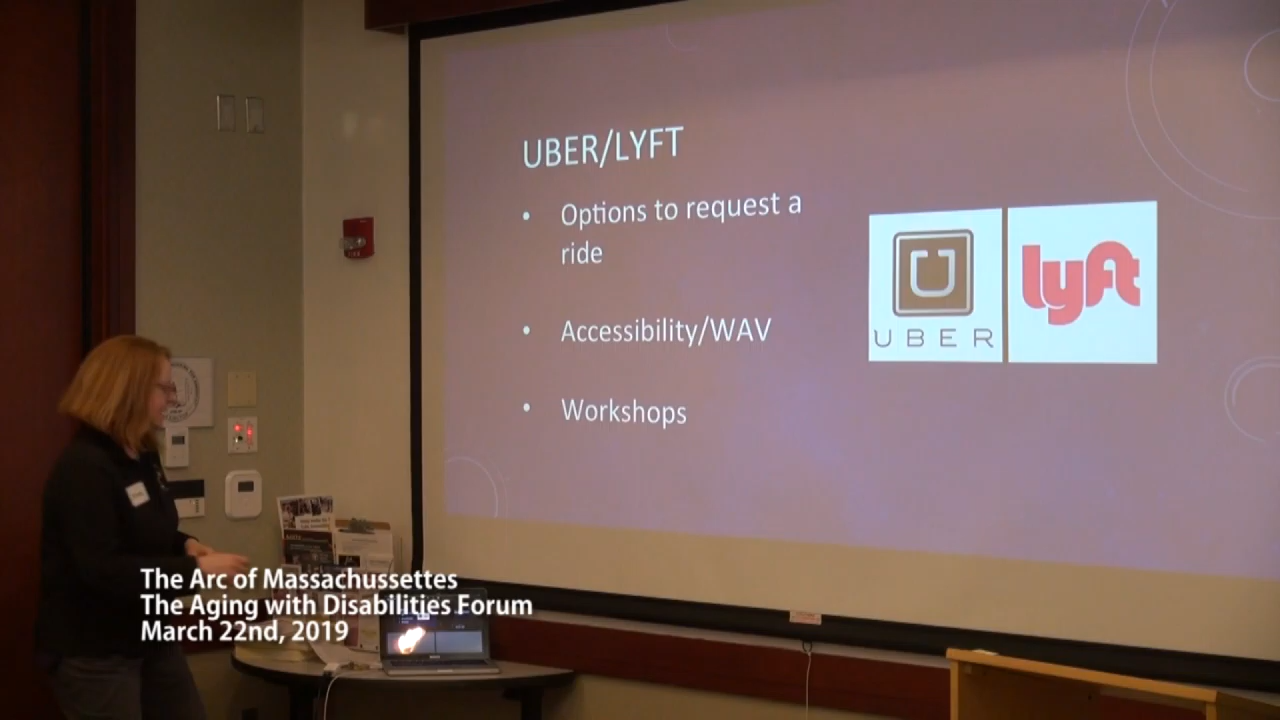 UBER/LYFT
• Options to request a
ride
• Accessibility/WAV
• Workshops
U
UBER
lyft
The Arc of Massachussettes
The Aging with Disabilities Forum
March 22nd, 2019